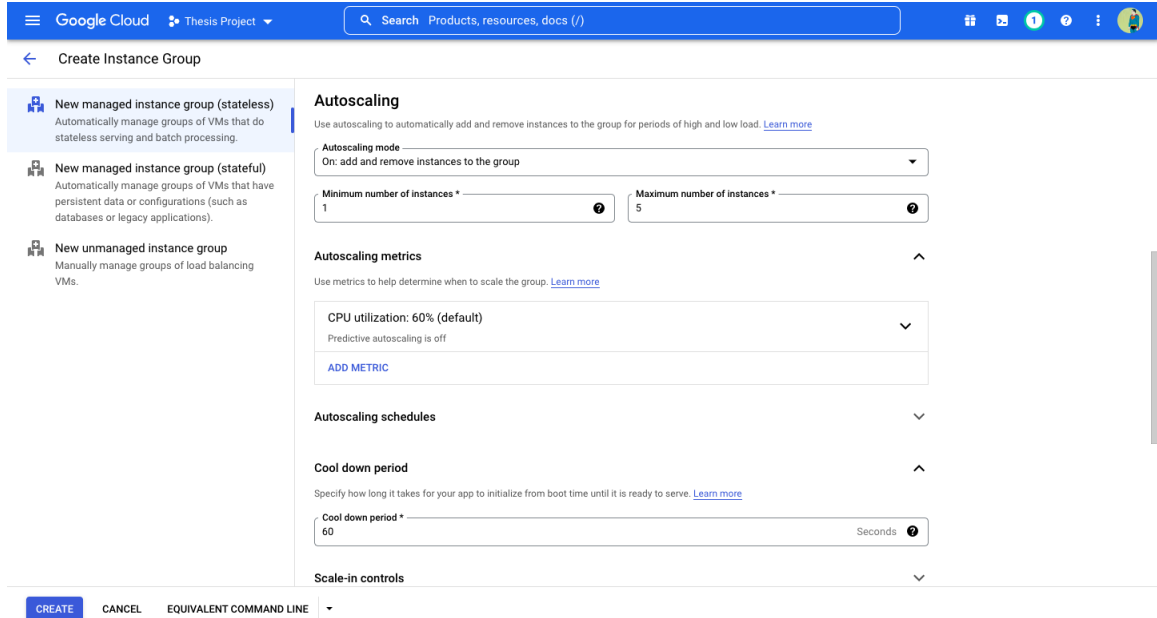 Google Cloud
Thesis Project
Search Products, resources, docs (/)
1
Create Instance Group
New managed instance group (stateless)
Automatically manage groups of VMs that do
stateless serving and batch processing.
New managed instance group (stateful)
Automatically manage groups of VMs that have
persistent data or configurations (such as
databases or legacy applications).
New unmanaged instance group
Manually manage groups of load balancing
VMs.
Autoscaling
Use autoscaling to automatically add and remove instances to the group for periods of high and low load. Learn more
Autoscaling mode
On: add and remove instances to the group
Minimum number of instances *
1
Maximum number of instances *
5
Autoscaling metrics
Use metrics to help determine when to scale the group. Learn more
CPU utilization: 60% (default)
Predictive autoscaling is off
ADD METRIC
Autoscaling schedules
Cool down period
Specify how long it takes for your app to initialize from boot time until it is ready to serve. Learn more
Cool down period *
60
Seconds
Scale-in controls
CREATE
CANCEL
EQUIVALENT COMMAND LINE